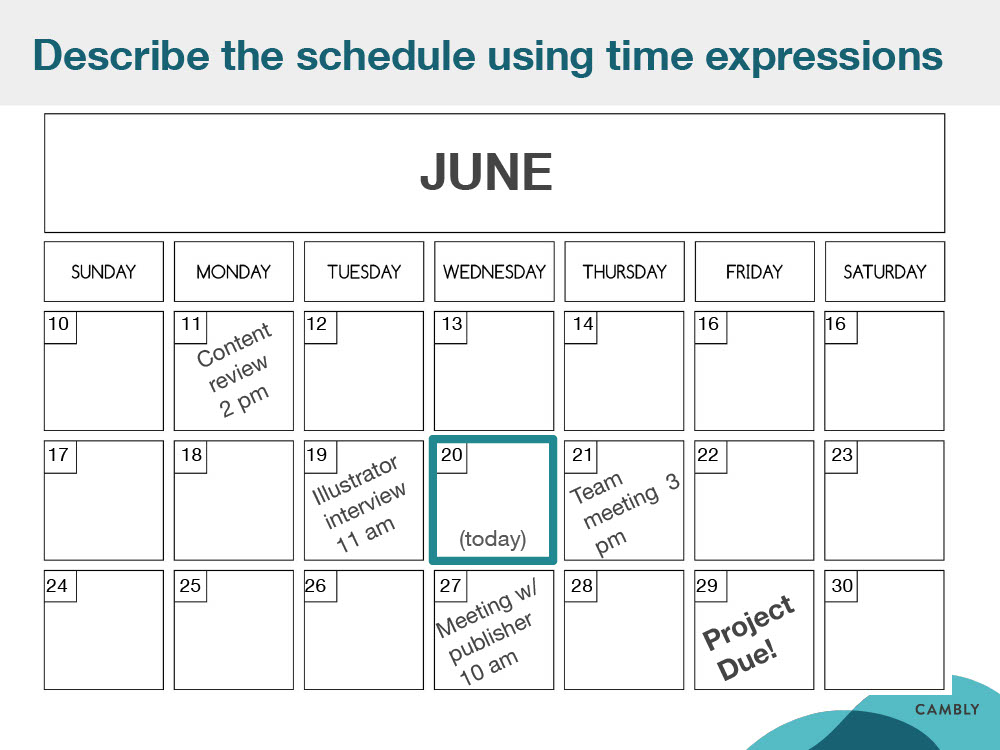 Describe the schedule using time expressions
JUNE
SUNDAY MONDAY TUESDAY WEDNESDAY THURSDAY FRIDAY SATURDAY
10 11 12 13 14 16 16
Content
review
2 pm
17 18 19 20 21 22 23
Illustrator
interview
11 am
(today)
Team
meeting 3
pm
24 25 26 27 28 29 30
Meeting w/
publisher
10 am
Project
Due!
CAMBLY